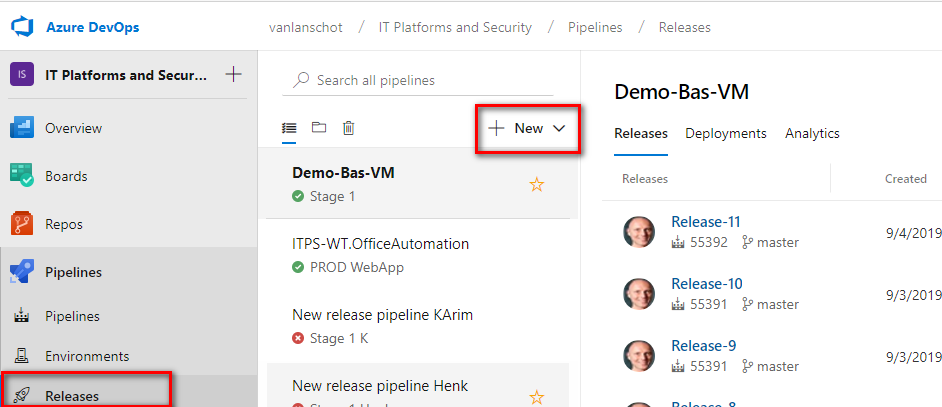 Azure DevOps
vanlanschot / IT Platforms and Security / Pipelines / Releases
IS IT Platforms and Secur... +
Overview
Boards
Repos
Pipelines
Pipelines
Environments
Releases
Search all pipelines
+ New
Demo-Bas-VM
Stage 1
ITPS-WT.OfficeAutomation
PROD WebApp
New release pipeline KArim
Stage 1 K
New release pipeline Henk
Demo-Bas-VM
Releases Deployments Analytics
Releases Created
Release-11 9/4/2019
55392 master
Release-10 9/3/2019
55391 master
Release-9 9/3/2019
55391 master